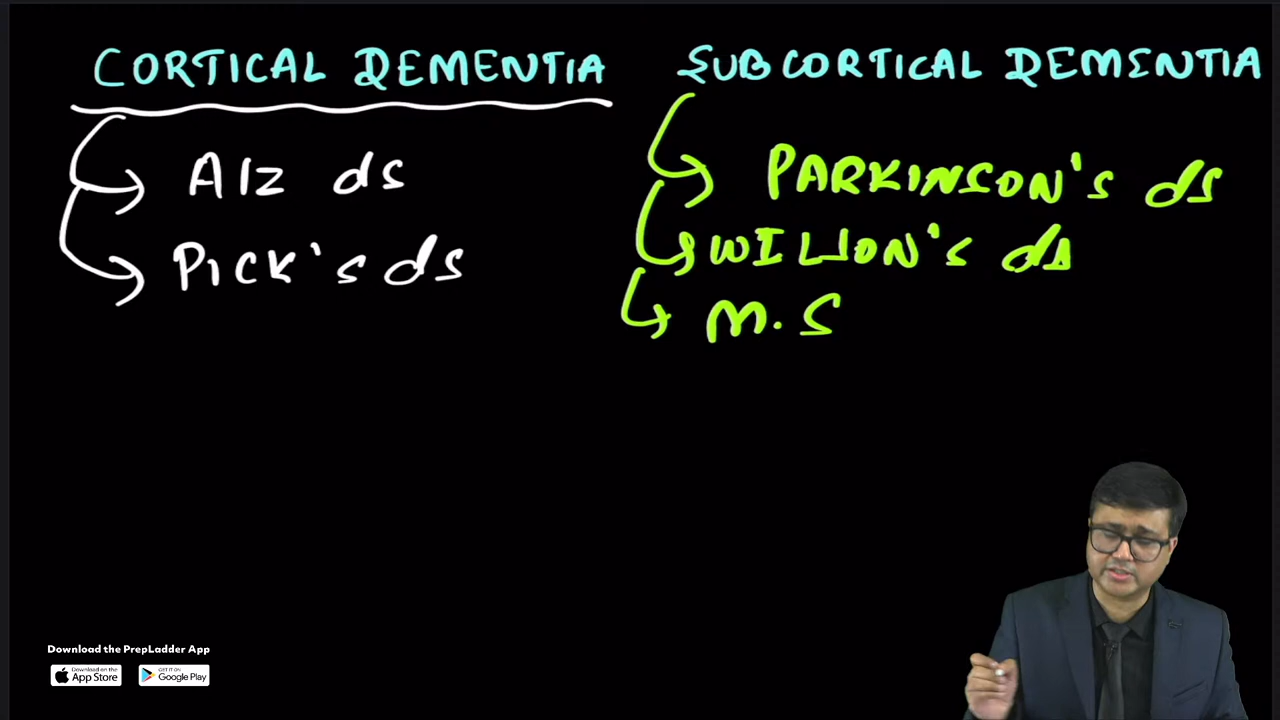 CORTICAL DEMENTIA
Alz ds
Pick's ds
SUBCORTICAL DEMENTIA
PARKINSON's ds
WILSON's ds
M.S
Download the PrepLadder App
Download on the App Store
GET IT ON Google Play